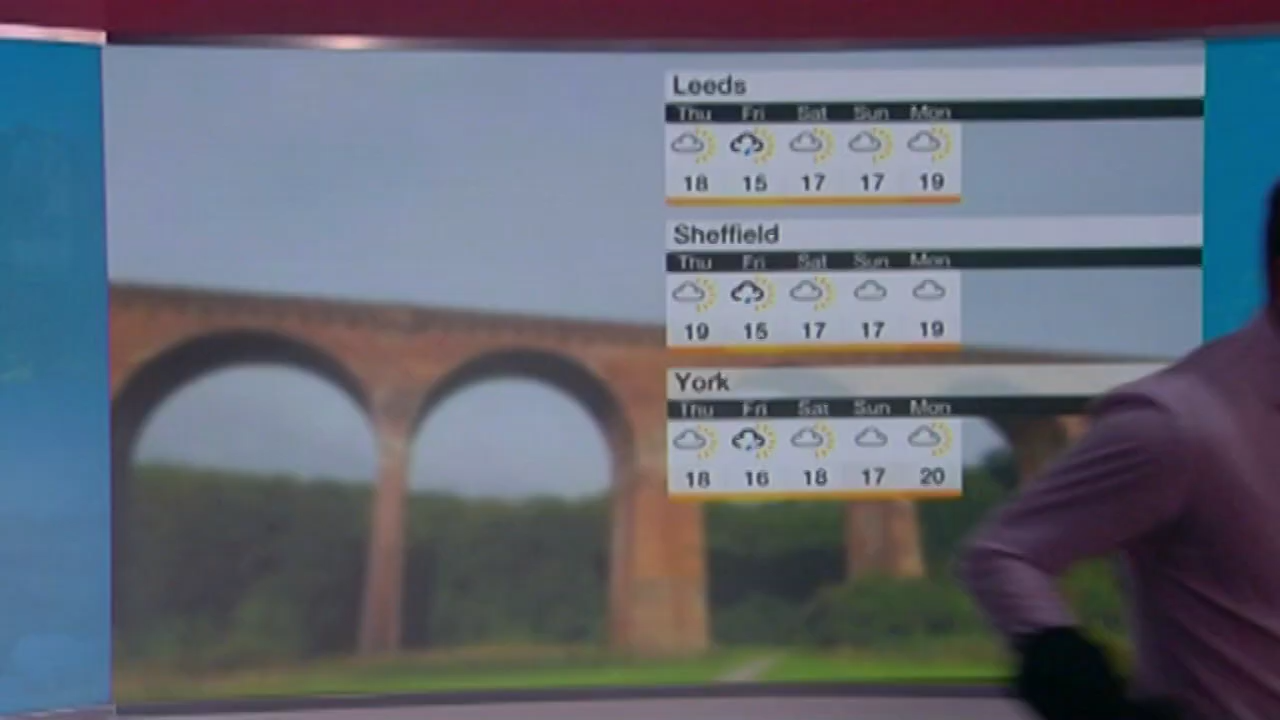 Leeds
Thu Fri Sat Sun Mon
18 15 17 17 19
Sheffield
Thu Fri Sat Sun Mon
19 15 17 17 19
York
Thu Fri Sat Sun Mon
18 16 18 17 20